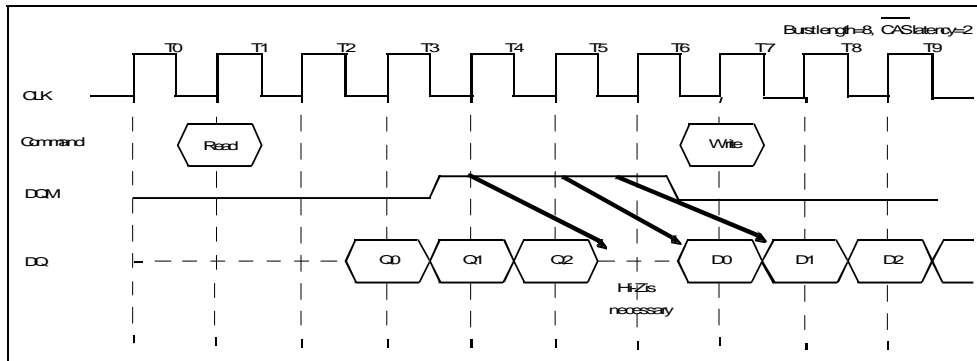 Burst length=8, CAS latency=2
T0 T1 T2 T3 T4 T5 T6 T7 T8 T9
CLK
Command Read Write
DQM
DQ Q0 Q1 Q2 D0 D1 D2
Hi-Z is
necessary